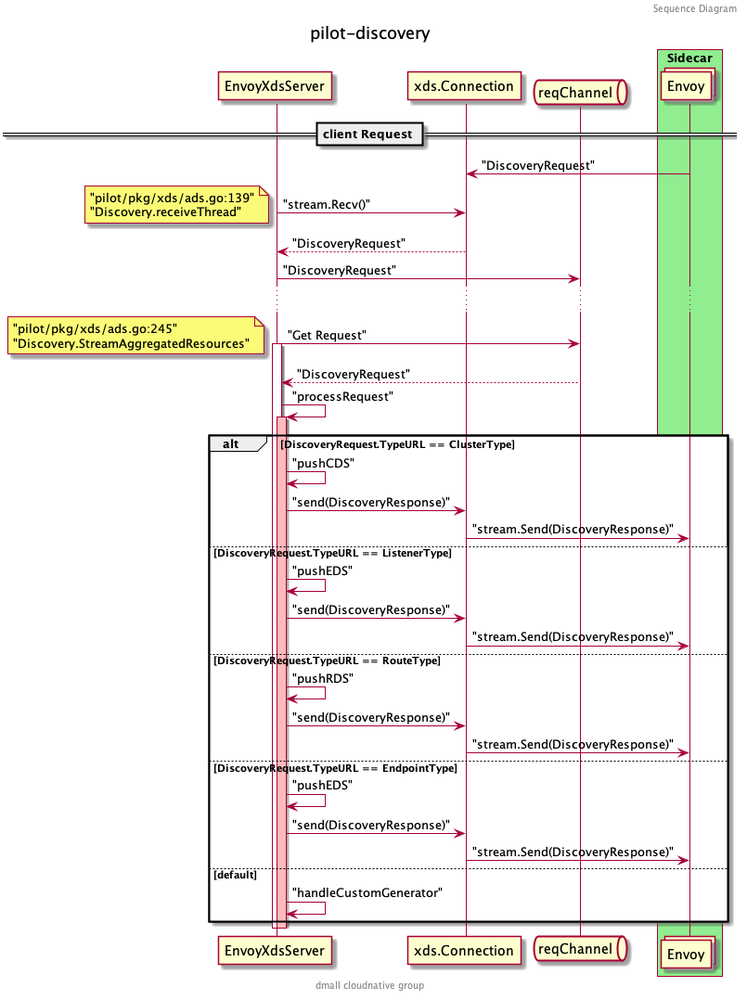 Sequence Diagram
pilot-discovery
Sidecar
EnvoyXdsServer
xds.Connection
reqChannel
Envoy
client Request
"DiscoveryRequest"
"pilot/pkg/xds/ads.go:139"
"Discovery.receiveThread"
"stream.Recv()"
"DiscoveryRequest"
"DiscoveryRequest"
"pilot/pkg/xds/ads.go:245"
"Discovery.StreamAggregatedResources"
"Get Request"
"DiscoveryRequest"
"processRequest"
alt
[DiscoveryRequest.TypeURL == ClusterType]
"pushCDS"
"send(DiscoveryResponse)"
"stream.Send(DiscoveryResponse)"
[DiscoveryRequest.TypeURL == ListenerType]
"pushEDS"
"send(DiscoveryResponse)"
"stream.Send(DiscoveryResponse)"
[DiscoveryRequest.TypeURL == RouteType]
"pushRDS"
"send(DiscoveryResponse)"
"stream.Send(DiscoveryResponse)"
[DiscoveryRequest.TypeURL == EndpointType]
"pushEDS"
"send(DiscoveryResponse)"
"stream.Send(DiscoveryResponse)"
[default]
"handleCustomGenerator"
EnvoyXdsServer
xds.Connection
reqChannel
Envoy
dmall cloudnative group